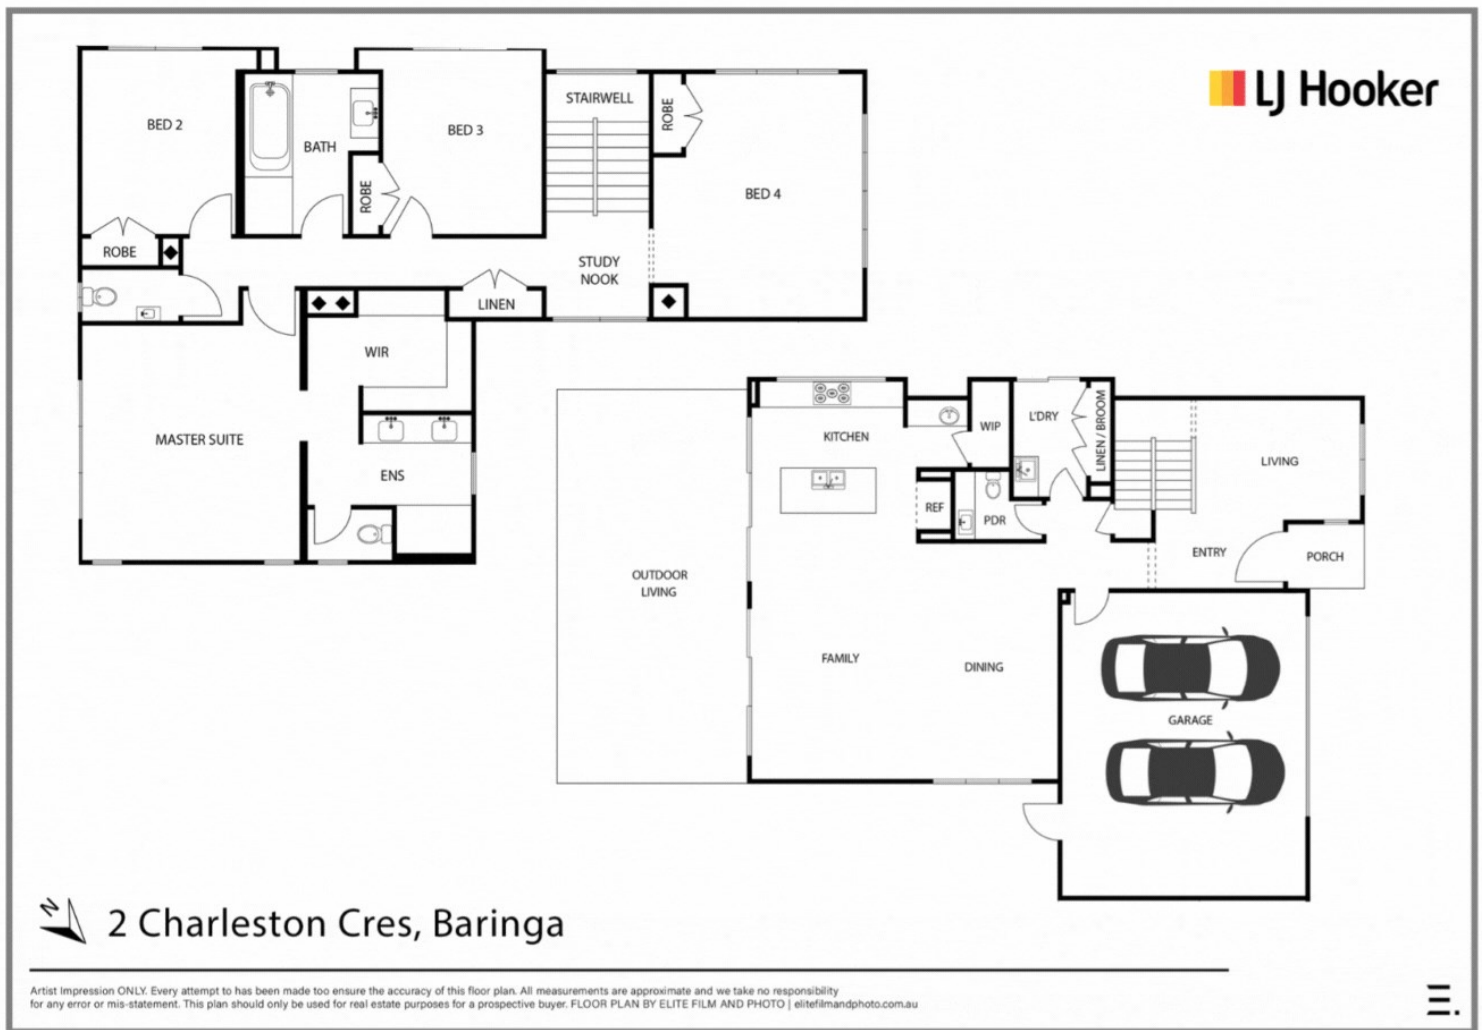 LJ Hooker
BED 2
BATH
BED 3
STAIRWELL
ROBE
BED 4
ROBE
ROBE
STUDY
NOOK
LINEN
WIR
MASTER SUITE
ENS
KITCHEN
WIP
L'DRY
LINEN / BROOM
LIVING
REF
PDR
ENTRY
PORCH
OUTDOOR
LIVING
FAMILY
DINING
GARAGE
N
2 Charleston Cres, Baringa
Artist Impression ONLY. Every attempt to has been made too ensure the accuracy of this floor plan. All measurements are approximate and we take no responsibility
for any error or mis-statement. This plan should only be used for real estate purposes for a prospective buyer. FLOOR PLAN BY ELITE FILM AND PHOTO | elitefilmandphoto.com.au
E.